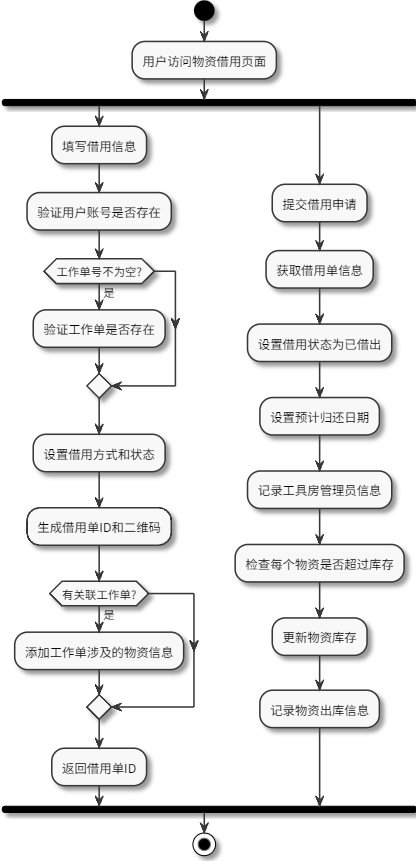 用户访问物资借用页面
填写借用信息
验证用户账号是否存在
工作单号不为空?
是
验证工作单是否存在
设置借用方式和状态
生成借用单ID和二维码
有关联工作单?
是
添加工作单涉及的物资信息
返回借用单ID
提交借用申请
获取借用单信息
设置借用状态为已借出
设置预计归还日期
记录工具房管理员信息
检查每个物资是否超过库存
更新物资库存
记录物资出库信息